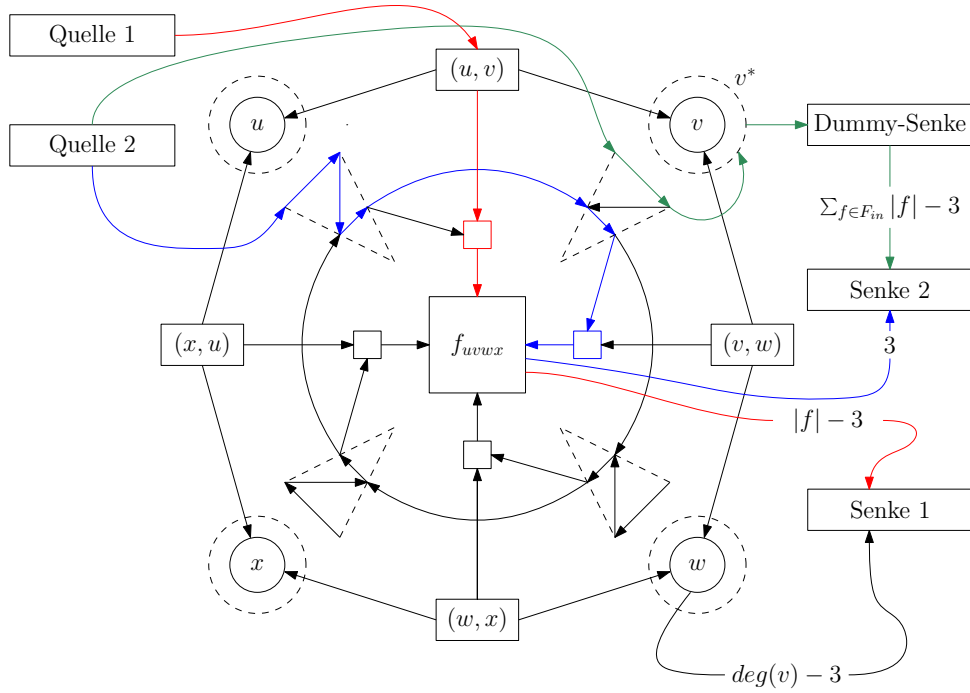 Quelle 1
(u, v)
v*
u
v
Quelle 2
Dummy-Senke
∑_{f∈F_{in}} |f| − 3
Senke 2
(x, u)
f_{uvwx}
(v, w)
3
|f| − 3
Senke 1
x
w
(w, x)
deg(v) − 3